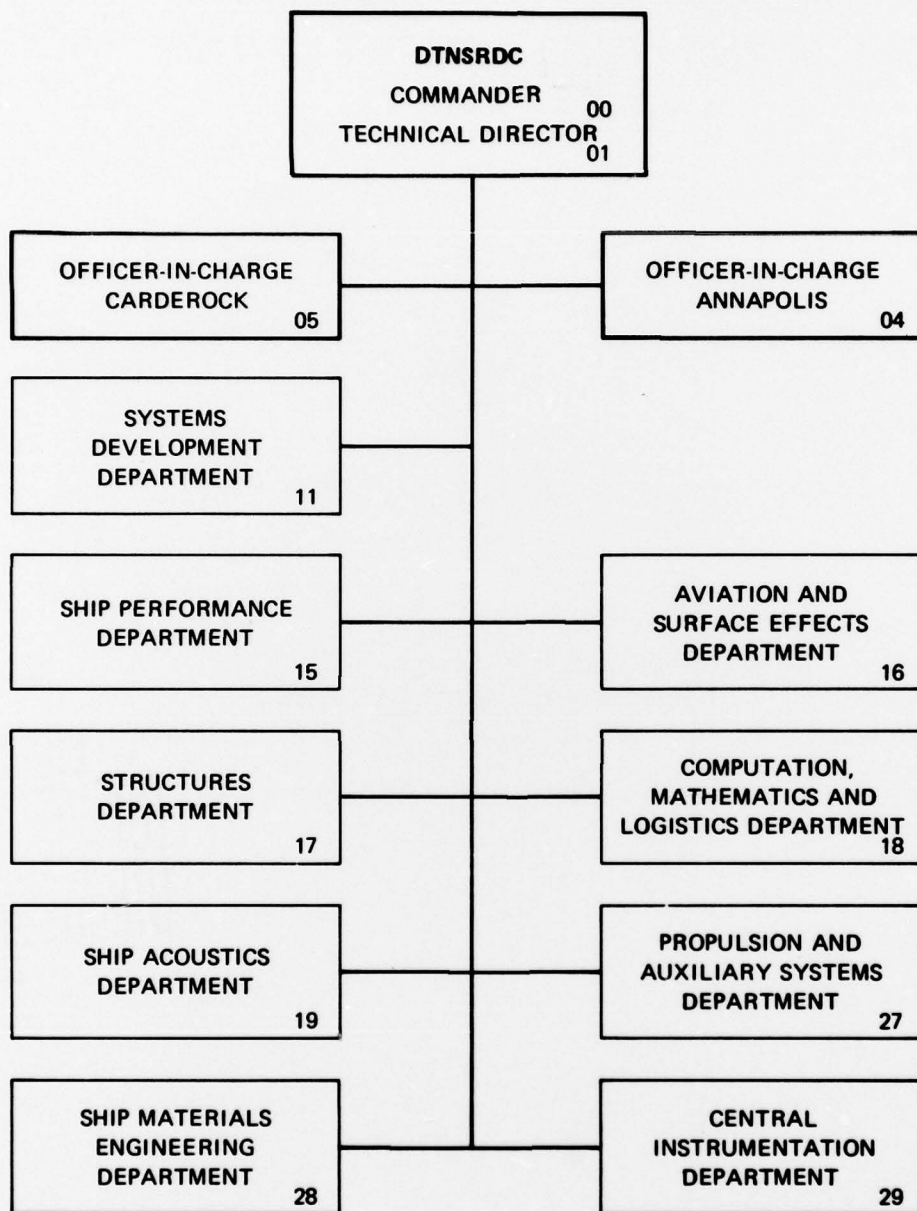 DTNSRDC
COMMANDER
00
TECHNICAL DIRECTOR
01
OFFICER-IN-CHARGE
CARDEROCK
05
OFFICER-IN-CHARGE
ANNAPOLIS
04
SYSTEMS
DEVELOPMENT
DEPARTMENT
11
SHIP PERFORMANCE
DEPARTMENT
15
AVIATION AND
SURFACE EFFECTS
DEPARTMENT
16
STRUCTURES
DEPARTMENT
17
COMPUTATION,
MATHEMATICS AND
LOGISTICS DEPARTMENT
18
SHIP ACOUSTICS
DEPARTMENT
19
PROPULSION AND
AUXILIARY SYSTEMS
DEPARTMENT
27
SHIP MATERIALS
ENGINEERING
DEPARTMENT
28
CENTRAL
INSTRUMENTATION
DEPARTMENT
29